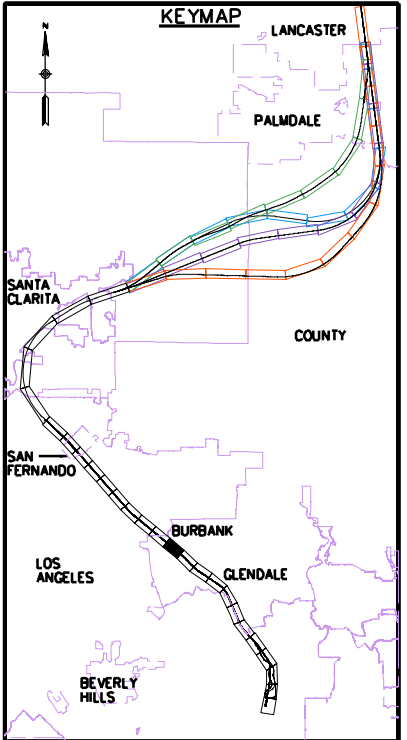 KEYMAP
N
LANCASTER
PALMDALE
SANTA
CLARITA
COUNTY
SAN
FERNANDO
BURBANK
LOS
ANGELES
GLENDALE
BEVERLY
HILLS